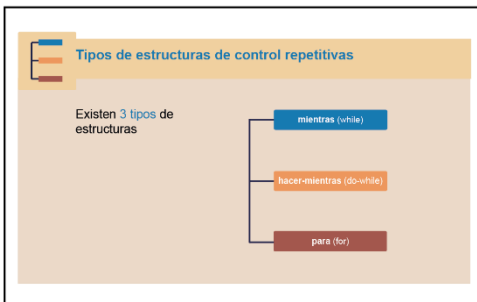 Tipos de estructuras de control repetitivas
Existen 3 tipos de
estructuras
mientras (while)
hacer-mientras (do-while)
para (for)